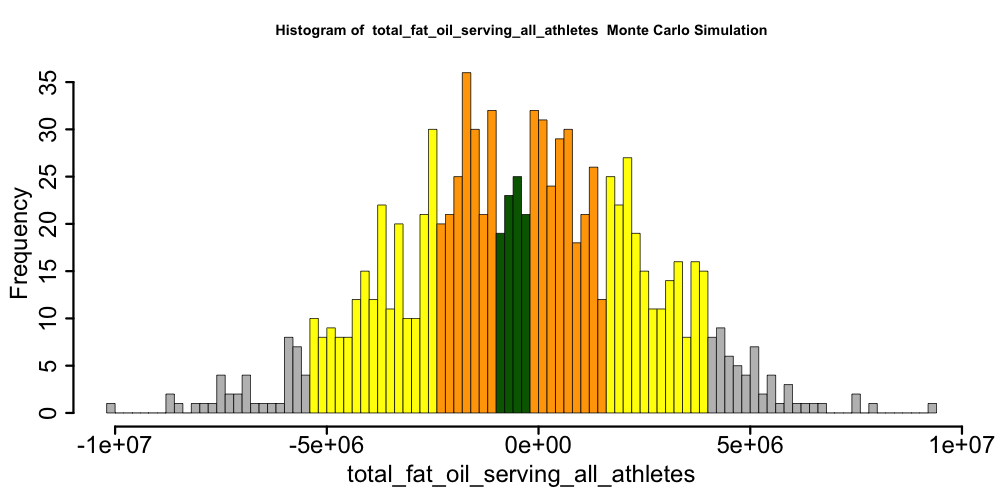 Histogram of  total_fat_oil_serving_all_athletes  Monte Carlo Simulation
Frequency
35
30
25
20
15
10
5
0
-1e+07 -5e+06 0e+00 5e+06 1e+07
total_fat_oil_serving_all_athletes